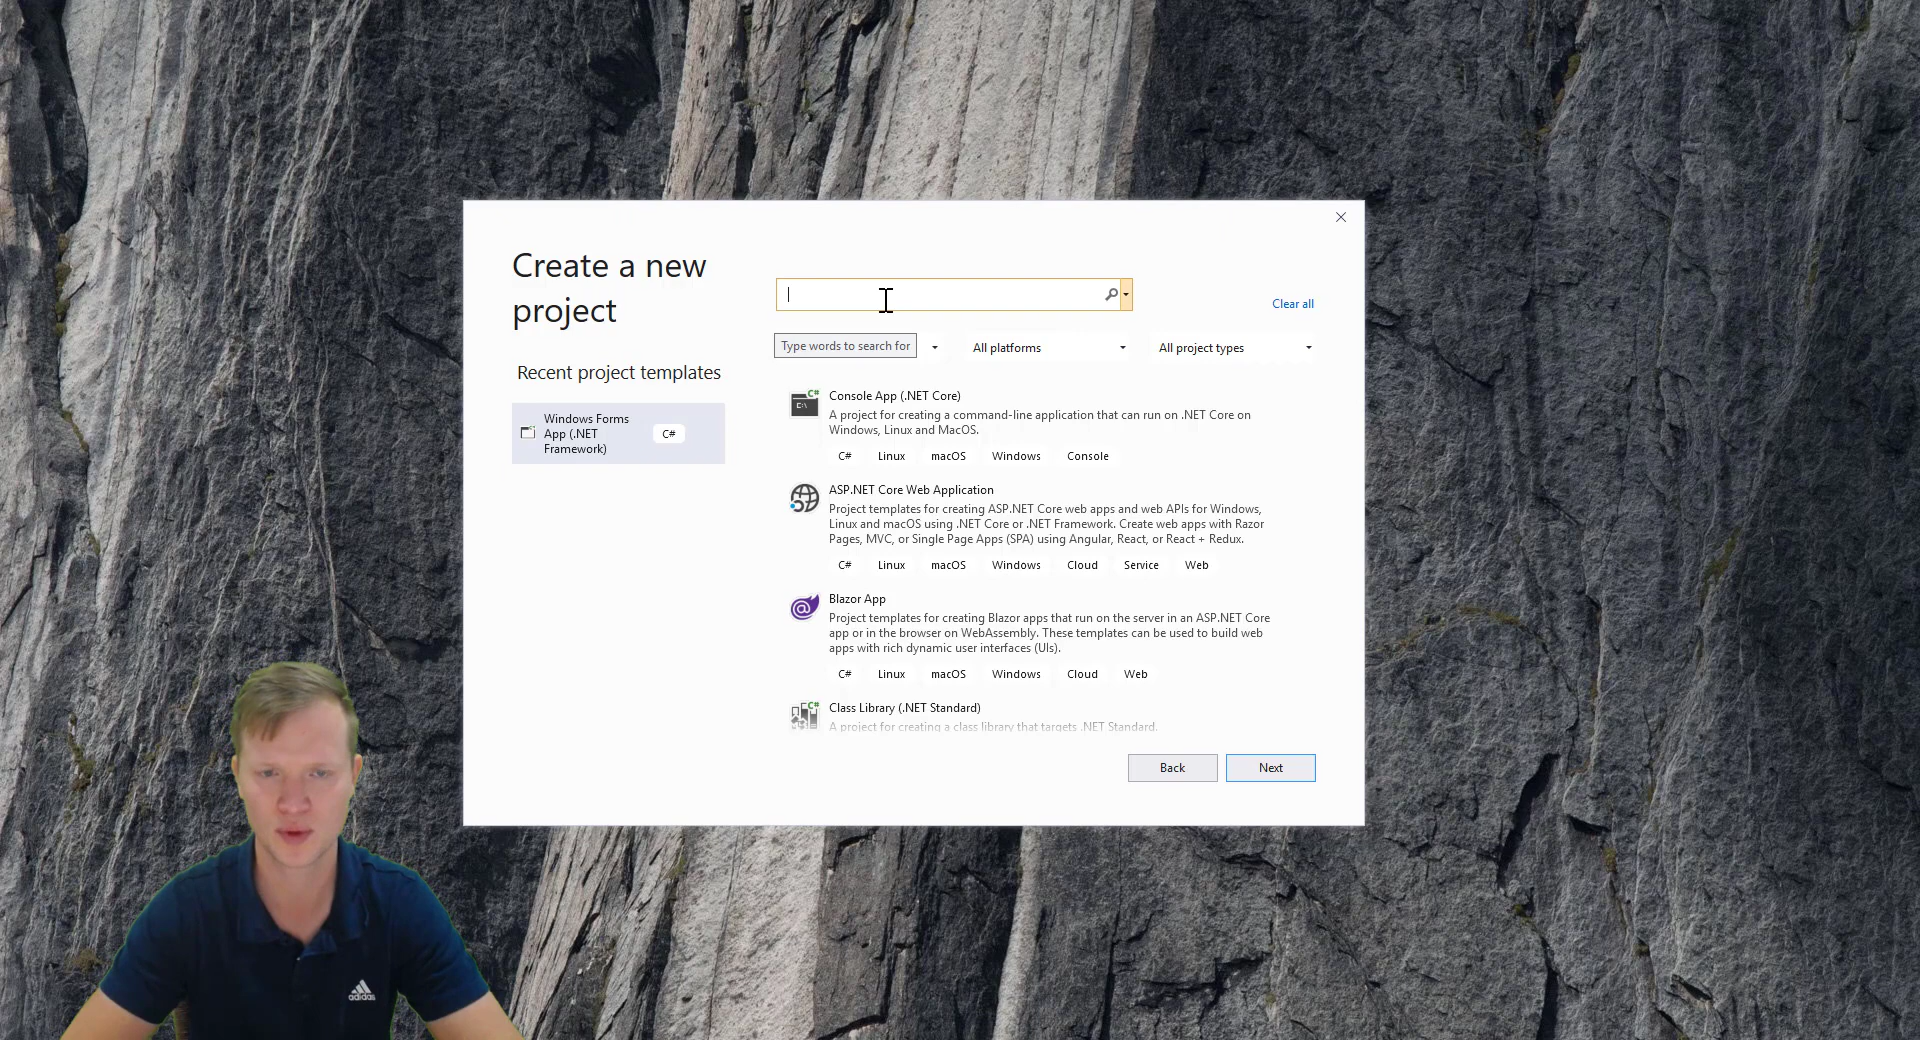 Create a new
project
Clear all
Type words to search for
All platforms
All project types
Recent project templates
Windows Forms
App (.NET
Framework)
C#
Console App (.NET Core)
A project for creating a command-line application that can run on .NET Core on
Windows, Linux and MacOS.
C# Linux macOS Windows Console
ASP.NET Core Web Application
Project templates for creating ASP.NET Core web apps and web APIs for Windows,
Linux and macOS using .NET Core or .NET Framework. Create web apps with Razor
Pages, MVC, or Single Page Apps (SPA) using Angular, React, or React + Redux.
C# Linux macOS Windows Cloud Service Web
Blazor App
Project templates for creating Blazor apps that run on the server in an ASP.NET Core
app or in the browser on WebAssembly. These templates can be used to build web
apps with rich dynamic user interfaces (UIs).
C# Linux macOS Windows Cloud Web
Class Library (.NET Standard)
A project for creating a class library that targets .NET Standard.
Back
Next
adidas